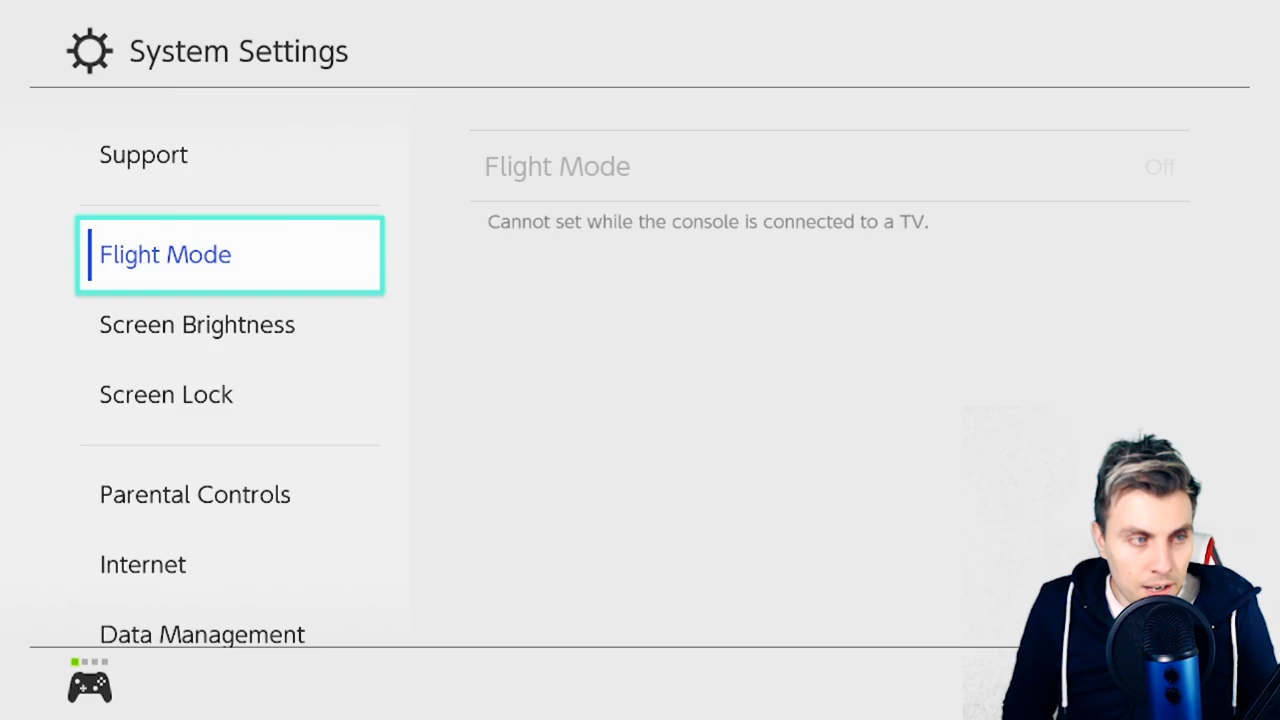 System Settings
Support
Flight Mode
Screen Brightness
Screen Lock
Parental Controls
Internet
Data Management
Flight Mode
Off
Cannot set while the console is connected to a TV.